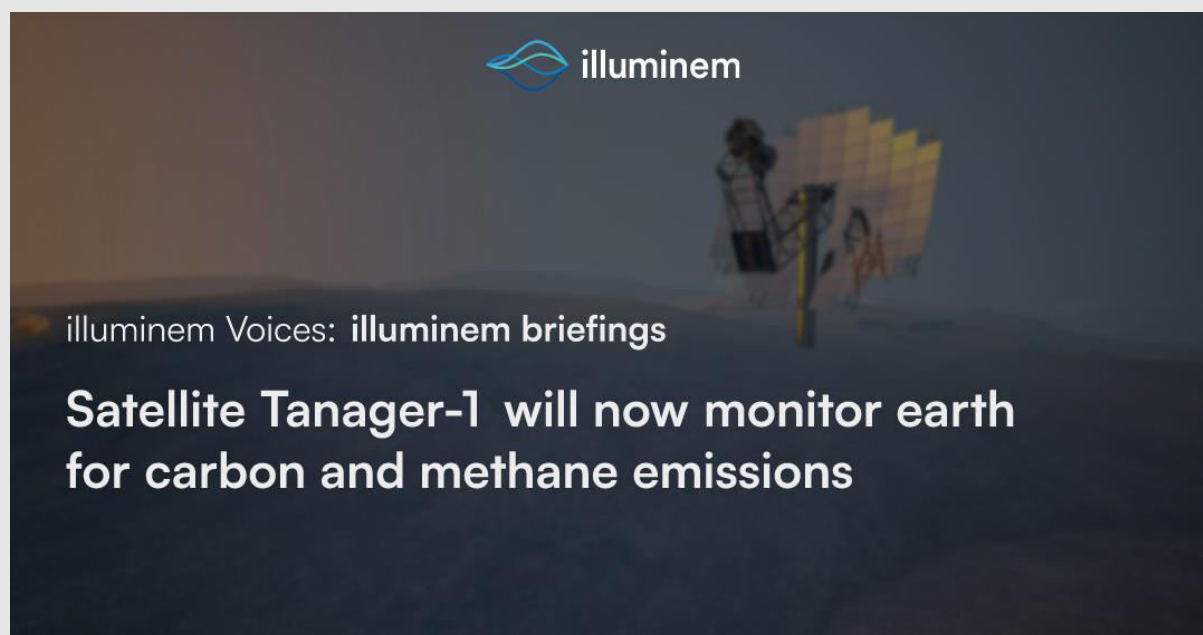 illuminem
illuminem Voices: illuminem briefings
Satellite Tanager-1 will now monitor earth
for carbon and methane emissions